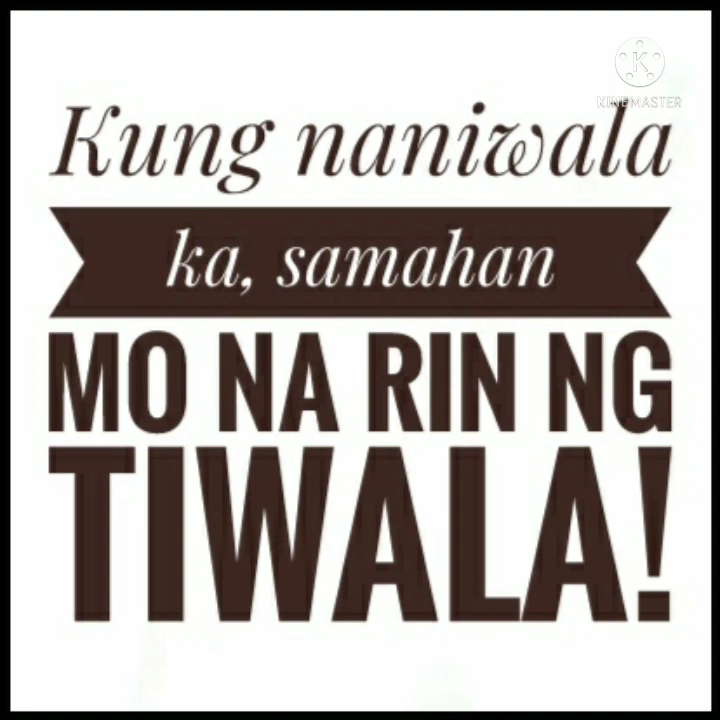 KINEMASTER
Kung naniwala
ka, samahan
MO NA RIN NG
TIWALA!